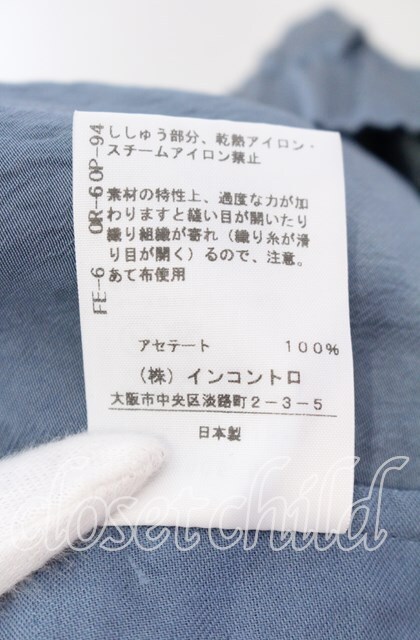 ししゅう部分、乾熱アイロン・
スチームアイロン禁止
素材の特性上、過度な力が加
わりますと縫い目が開いたり
織り組織が寄れ（織り糸が滑
り目が開く）るので、注意。
あて布使用
アセテート 100%
（株）インコントロ
大阪市中央区淡路町2-3-5
日本製
FE-6 OR-6OP-94
closet child